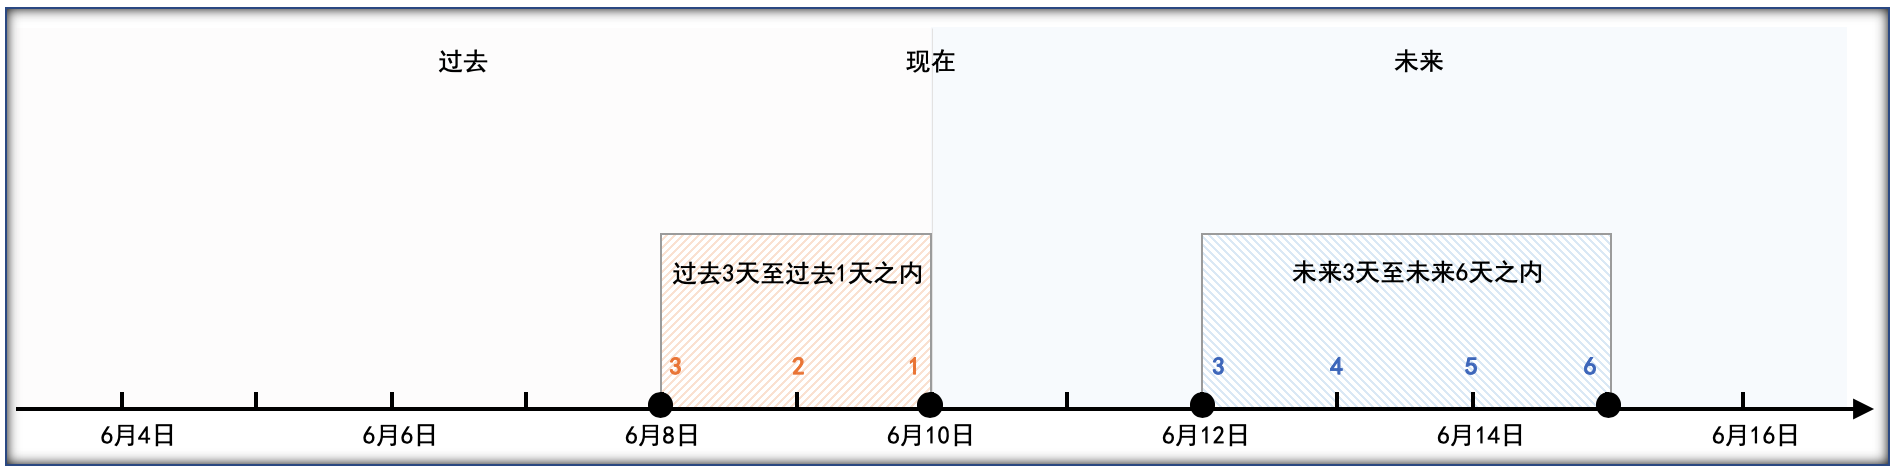 过去
现在
未来
过去3天至过去1天之内
未来3天至未来6天之内
3 2 1
3 4 5 6
6月4日 6月6日 6月8日 6月10日 6月12日 6月14日 6月16日